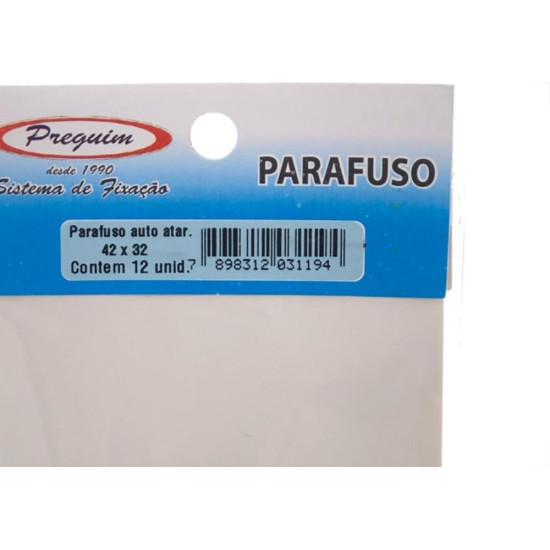 Preguim
desde 1990
Sistema de Fixação
PARAFUSO
Parafuso auto atar.
42 x 32
Contem 12 unid.
7 898312 031194